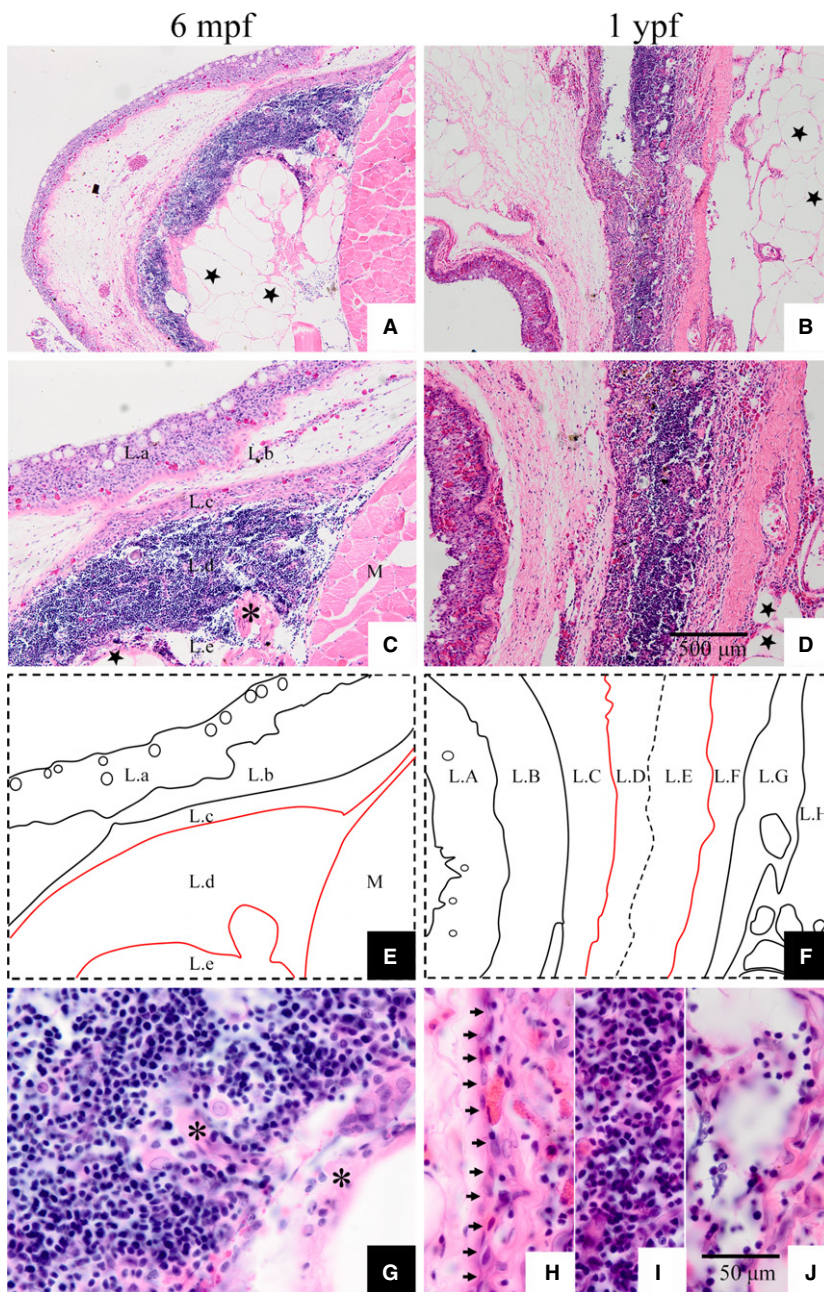 6 mpf 1 ypf
A
B
L.a L.b
L.c
L.d
M
*
L.e
C
500 μm
D
L.a L.b
L.c
L.d M
L.e
E
L.A L.B L.C L.D L.E L.F L.G
L.H
F
*
*
G
H
I
50 μm
J